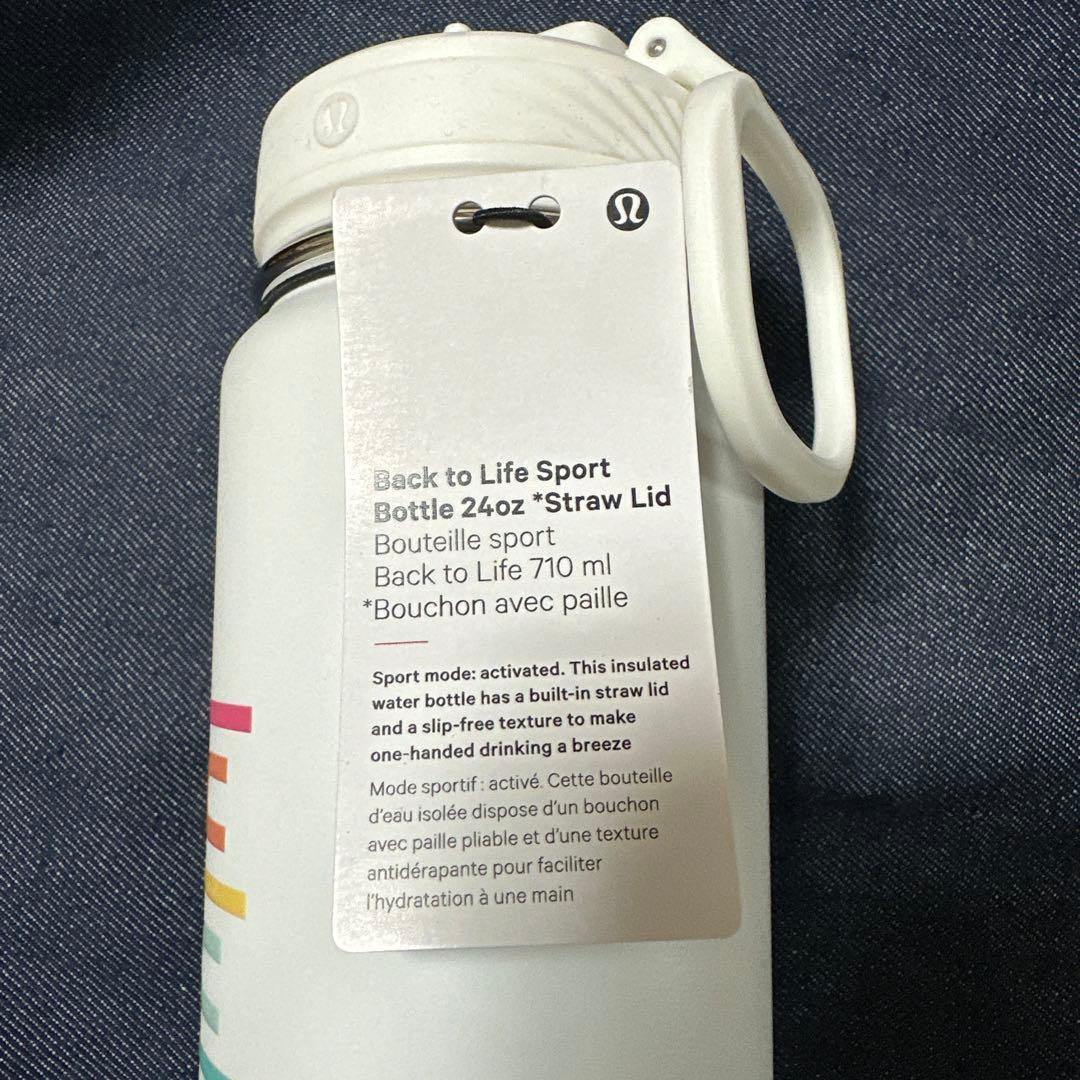 Back to Life Sport
Bottle 24oz *Straw Lid
Bouteille sport
Back to Life 710 ml
*Bouchon avec paille
Sport mode: activated. This insulated
water bottle has a built-in straw lid
and a slip-free texture to make
one-handed drinking a breeze
Mode sportif : activé. Cette bouteille
d'eau isolée dispose d'un bouchon
avec paille pliable et d'une texture
antidérapante pour faciliter
l'hydratation à une main